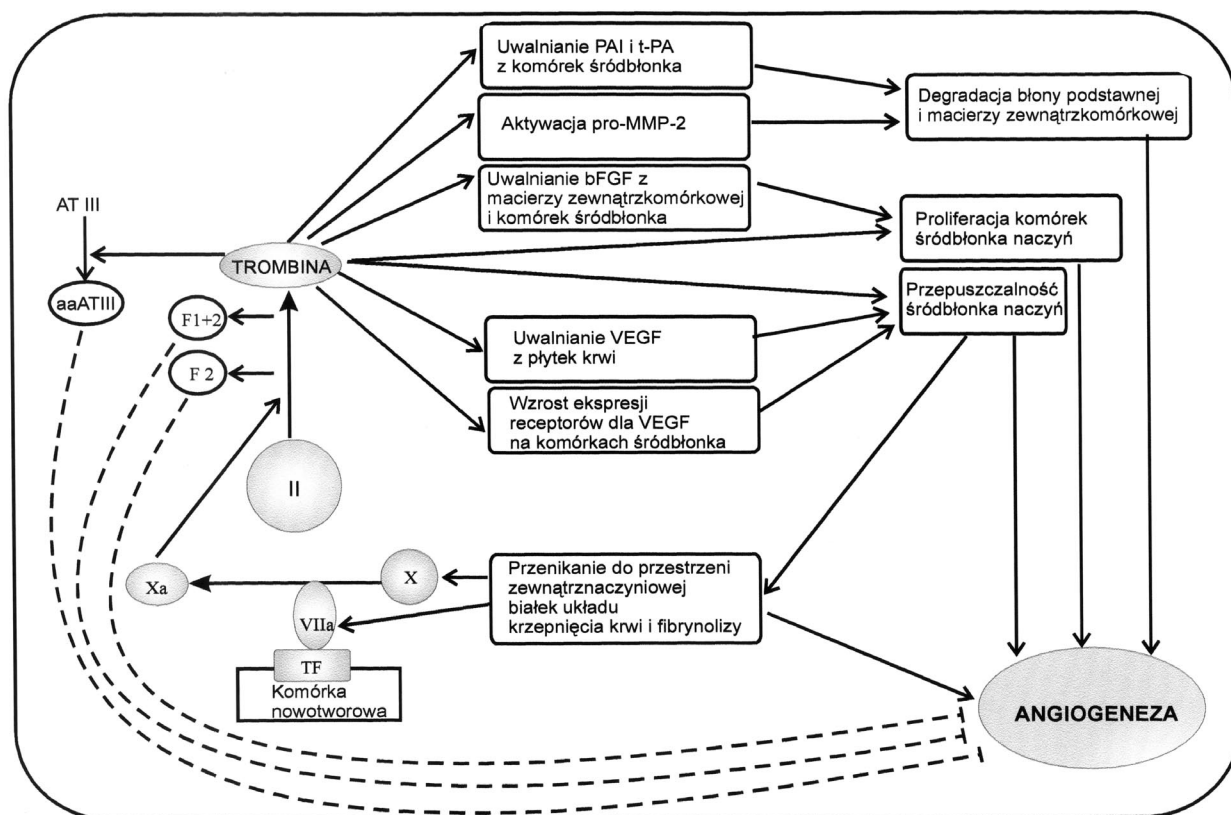 Uwalnianie PAI i t-PA
z komórek śródbłonka
Degradacja błony podstawnej
i macierzy zewnątrzkomórkowej
Aktywacja pro-MMP-2
Uwalnianie bFGF z
macierzy zewnątrzkomórkowej
i komórek śródbłonka
AT III
Proliferacja komórek
śródbłonka naczyń
TROMBINA
aaATIII
Przepuszczalność
śródbłonka naczyń
F1+2
Uwalnianie VEGF
z płytek krwi
F 2
Wzrost ekspresji
receptorów dla VEGF
na komórkach śródbłonka
II
Przenikanie do przestrzeni
zewnątrznaczyniowej
białek układu
krzepnięcia krwi i fibrynolizy
X
Xa
VIIa
TF
Komórka
nowotworowa
ANGIOGENEZA